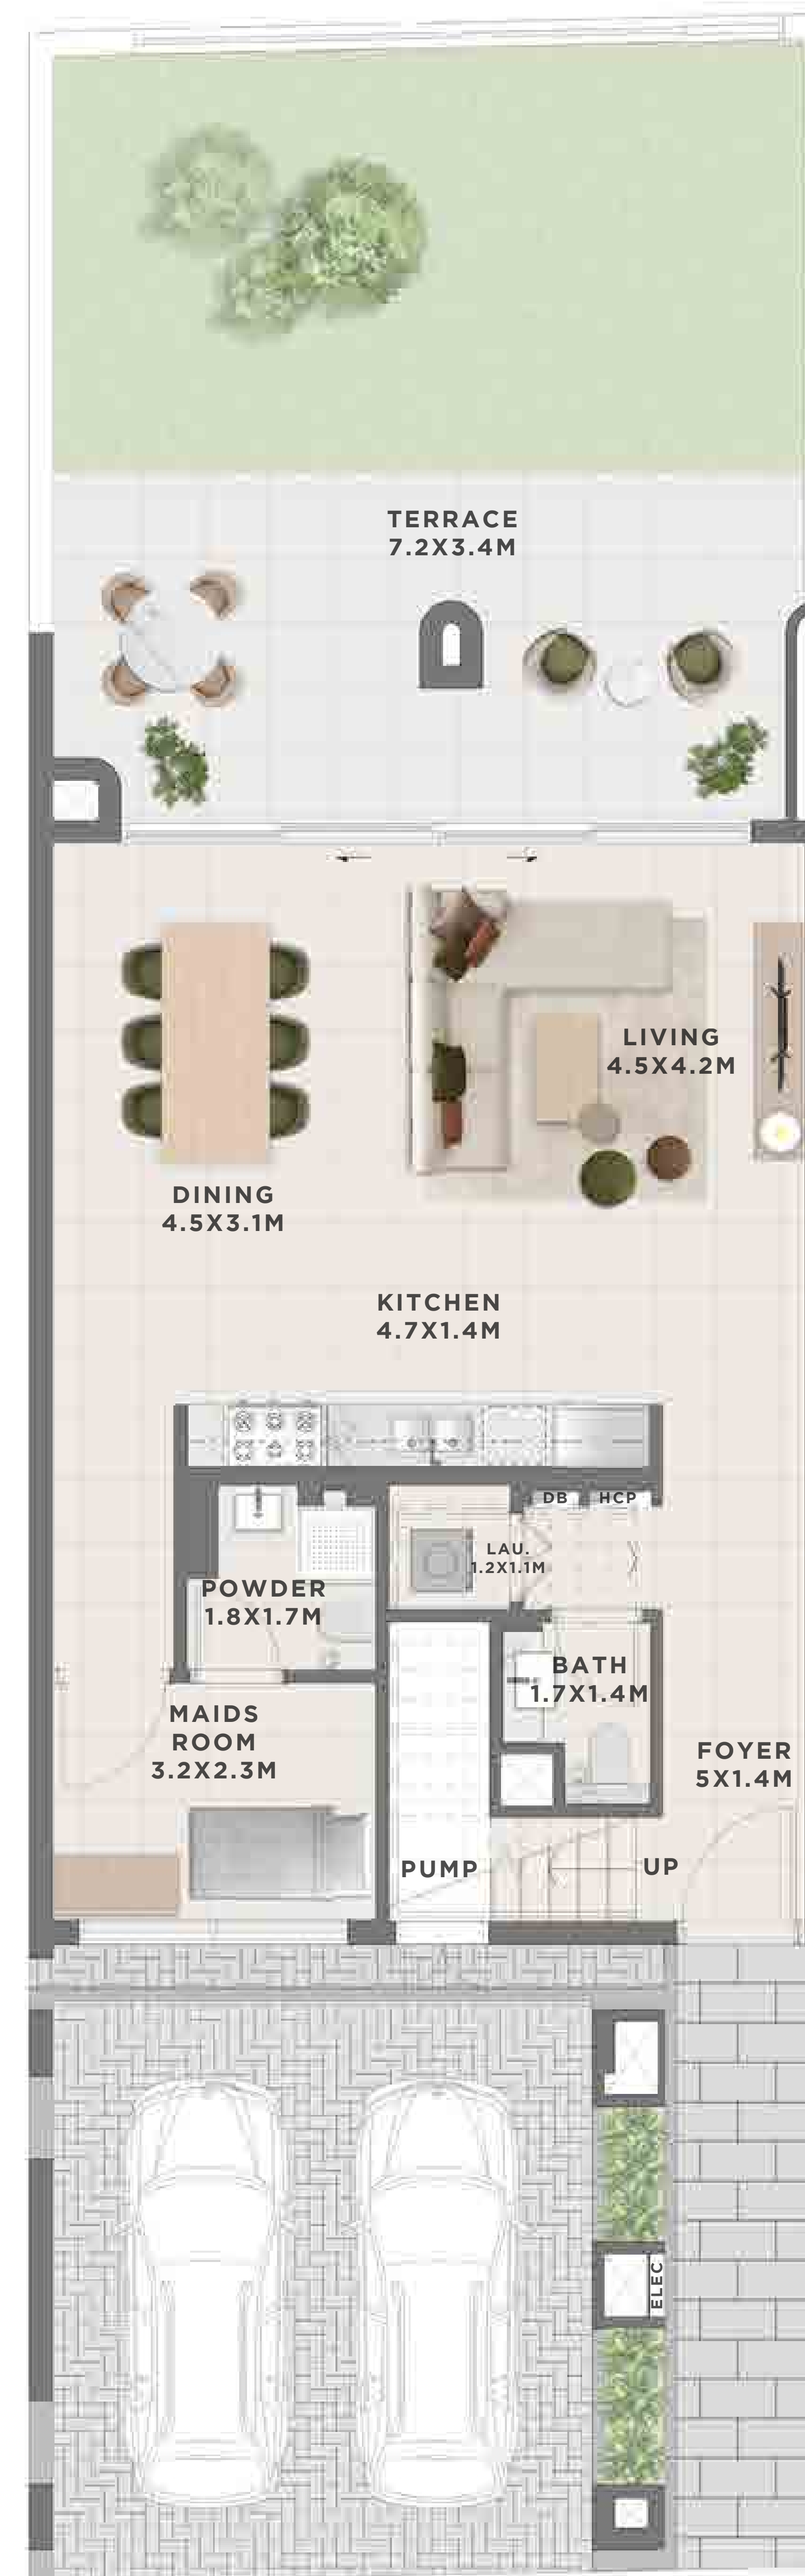 TERRACE
7.2X3.4M
LIVING
4.5X4.2M
DINING
4.5X3.1M
KITCHEN
4.7X1.4M
DB
HCP
LAU.
1.2X1.1M
POWDER
1.8X1.7M
BATH
1.7X1.4M
MAIDS
ROOM
3.2X2.3M
FOYER
5X1.4M
PUMP
UP
ELEC